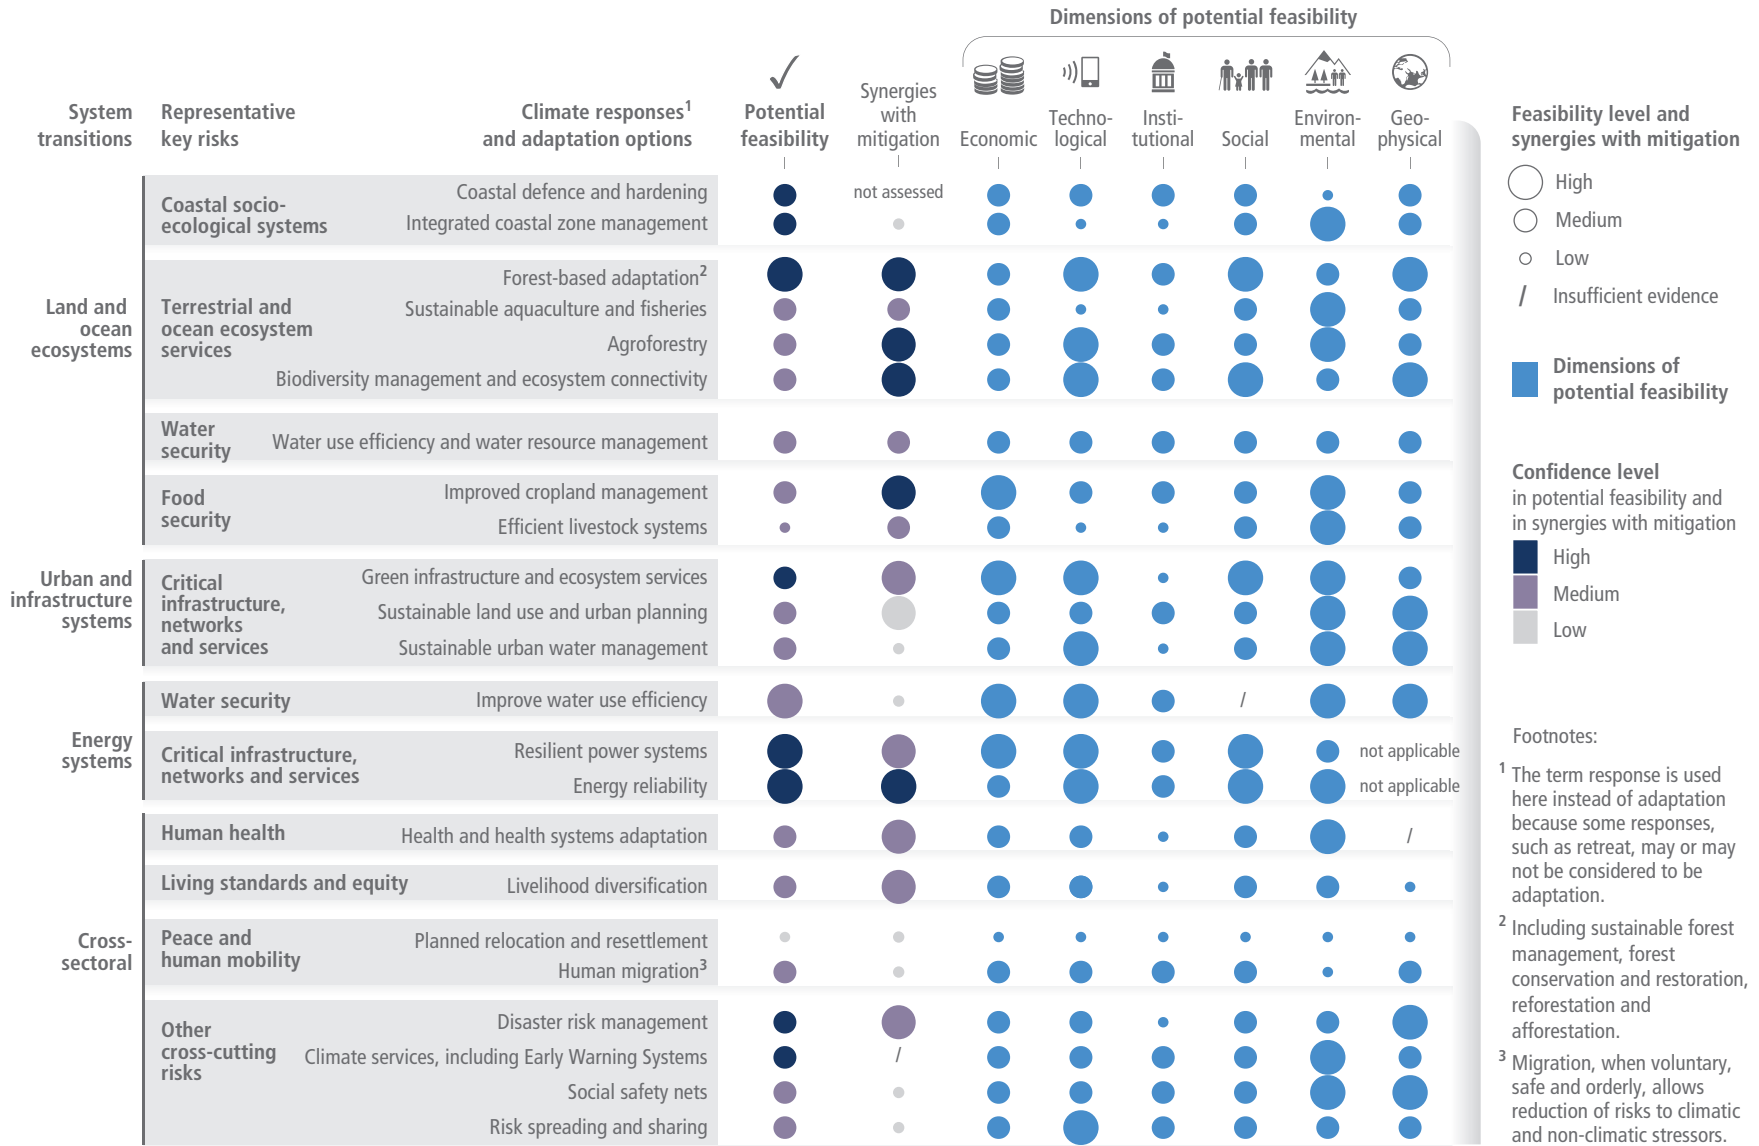 Dimensions of potential feasibility
System
transitions
Representative
key risks
Climate responses1
and adaptation options
Potential
feasibility
Synergies
with
mitigation
Economic
Techno-
logical
Insti-
tutional
Social
Environ-
mental
Geo-
physical
Land and
ocean
ecosystems
Coastal socio-
ecological systems
Coastal defence and hardening
not assessed
Integrated coastal zone management
Terrestrial and
ocean ecosystem
services
Forest-based adaptation2
Sustainable aquaculture and fisheries
Agroforestry
Biodiversity management and ecosystem connectivity
Water
security
Water use efficiency and water resource management
Food
security
Improved cropland management
Efficient livestock systems
Urban and
infrastructure
systems
Critical
infrastructure,
networks
and services
Green infrastructure and ecosystem services
Sustainable land use and urban planning
Sustainable urban water management
Energy
systems
Water security
Improve water use efficiency
/
Critical infrastructure,
networks and services
Resilient power systems
not applicable
Energy reliability
not applicable
Cross-
sectoral
Human health
Health and health systems adaptation
/
Living standards and equity
Livelihood diversification
Peace and
human mobility
Planned relocation and resettlement
Human migration3
Other
cross-cutting
risks
Disaster risk management
Climate services, including Early Warning Systems
/
Social safety nets
Risk spreading and sharing
Feasibility level and
synergies with mitigation
High
Medium
Low
/ Insufficient evidence
Dimensions of
potential feasibility
Confidence level
in potential feasibility and
in synergies with mitigation
High
Medium
Low
Footnotes:
1 The term response is used
here instead of adaptation
because some responses,
such as retreat, may or may
not be considered to be
adaptation.
2 Including sustainable forest
management, forest
conservation and restoration,
reforestation and
afforestation.
3 Migration, when voluntary,
safe and orderly, allows
reduction of risks to climatic
and non-climatic stressors.